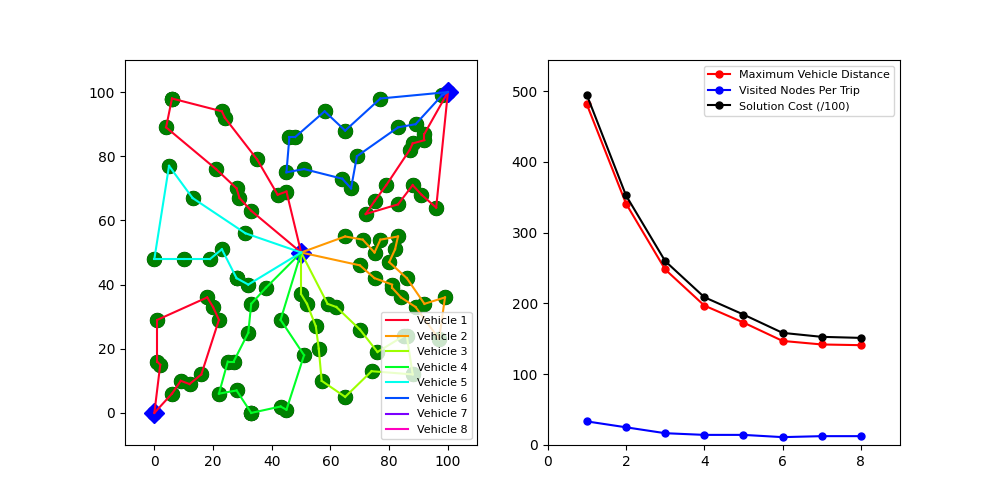 100
80
60
40
20
0
0 20 40 60 80 100
Vehicle 1
Vehicle 2
Vehicle 3
Vehicle 4
Vehicle 5
Vehicle 6
Vehicle 7
Vehicle 8
500
400
300
200
100
0
0 2 4 6 8
Maximum Vehicle Distance
Visited Nodes Per Trip
Solution Cost (/100)